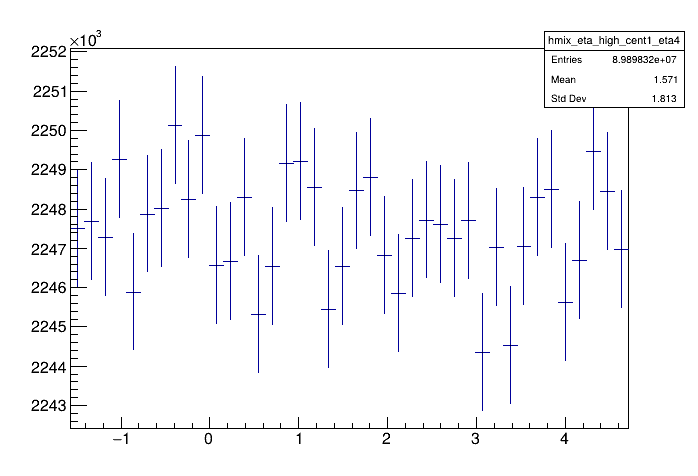 ×10³
hmix_eta_high_cent1_eta4
Entries 8.989832e+07
Mean 1.571
Std Dev 1.813
2252
2251
2250
2249
2248
2247
2246
2245
2244
2243
−1 0 1 2 3 4